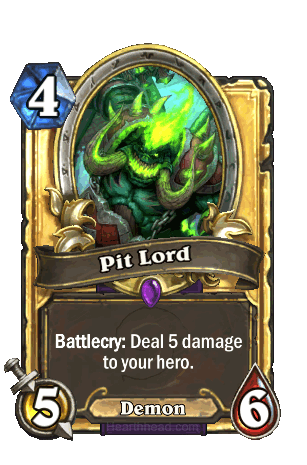 4
Pit Lord
Battlecry: Deal 5 damage
to your hero.
5
Demon
6
Hearthhead.com